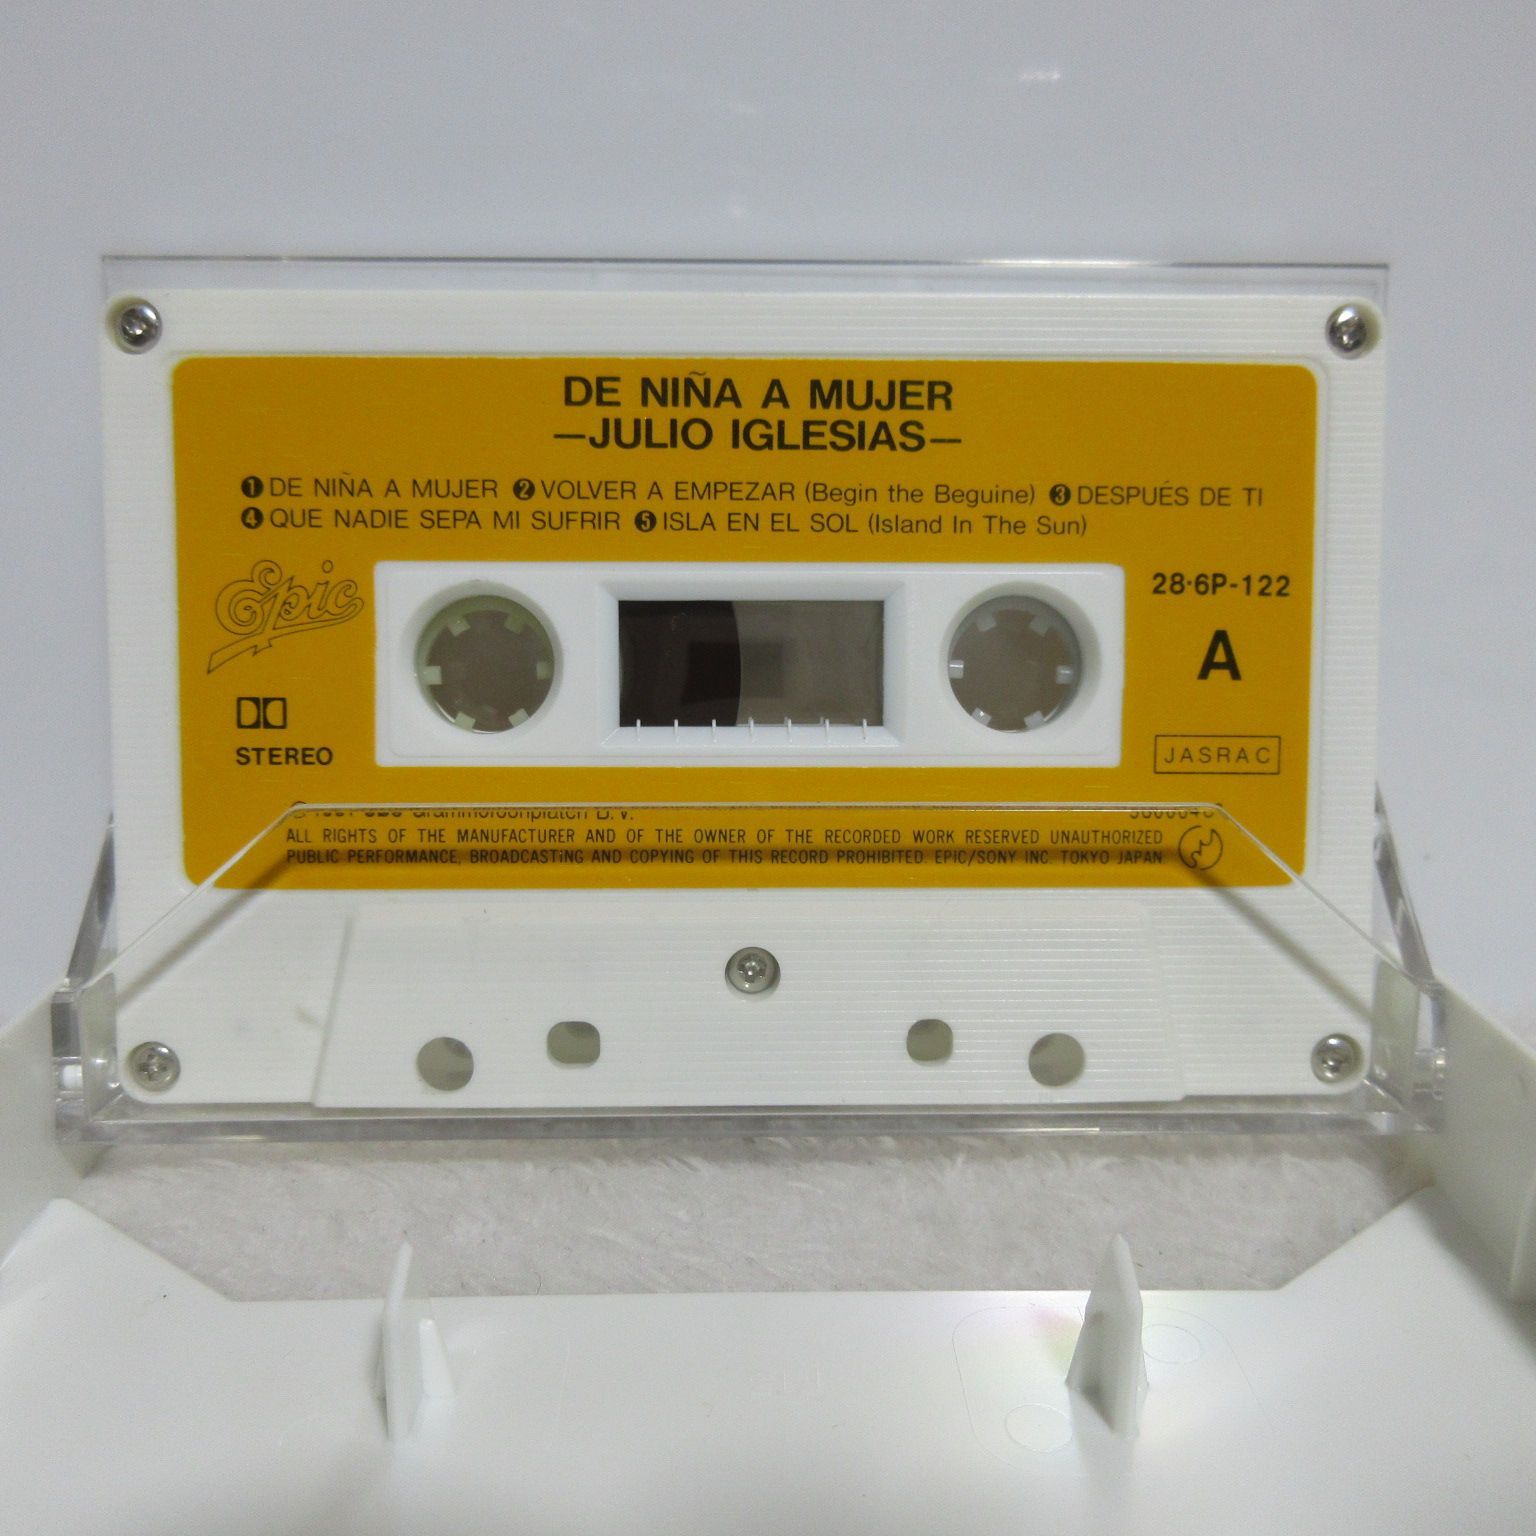 DE NIÑA A MUJER
—JULIO IGLESIAS—
❶DE NIÑA A MUJER ❷VOLVER A EMPEZAR (Begin the Beguine) ❸DESPUÉS DE TI
❹QUE NADIE SEPA MI SUFRIR ❺ISLA EN EL SOL (Island In The Sun)
Epic
28·6P-122
A
STEREO
JASRAC
B.V.
ALL RIGHTS OF THE MANUFACTURER AND OF THE OWNER OF THE RECORDED WORK RESERVED UNAUTHORIZED
PUBLIC PERFORMANCE, BROADCASTiNG AND COPYING OF THIS RECORD PROHIBITED. EPIC/SONY INC. TOKYO JAPAN